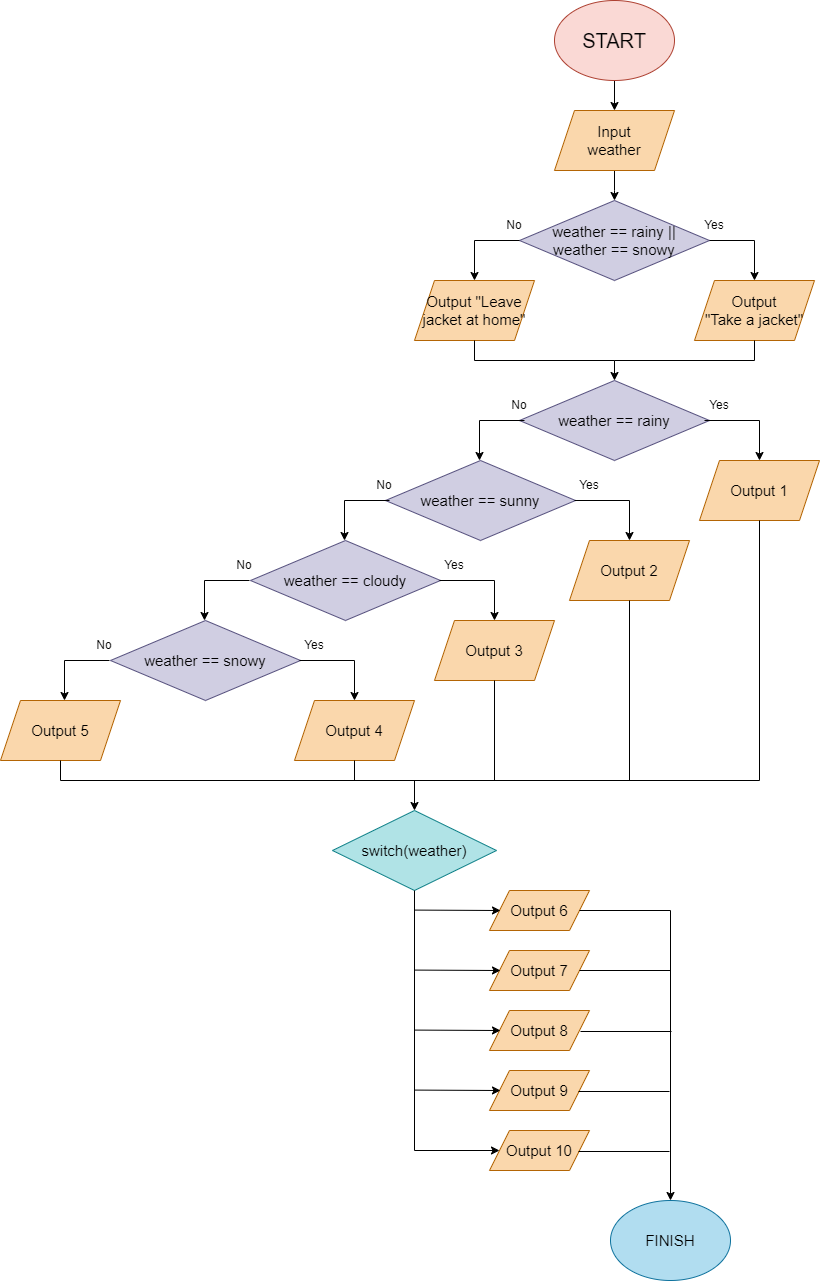 START
Input
weather
No
Yes
weather == rainy ||
weather == snowy
Output "Leave
jacket at home"
Output
"Take a jacket"
No
Yes
weather == rainy
Output 1
No
Yes
weather == sunny
Output 2
No
Yes
weather == cloudy
Output 3
No
Yes
weather == snowy
Output 5
Output 4
switch(weather)
Output 6
Output 7
Output 8
Output 9
Output 10
FINISH